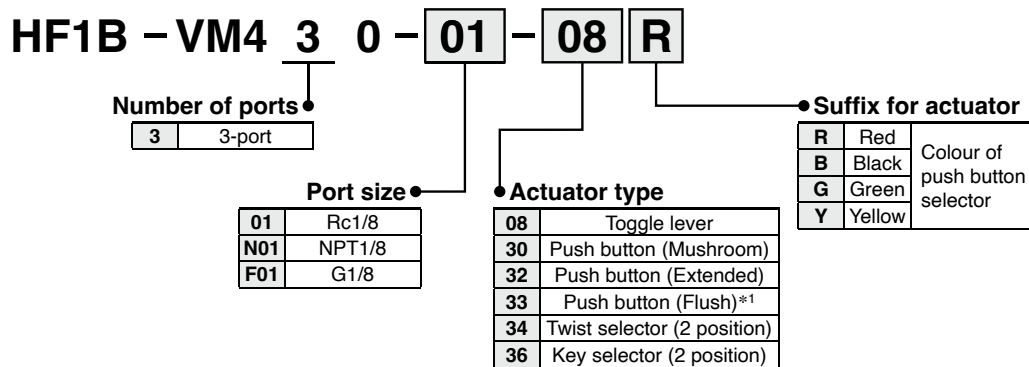 HF1B – VM4 3 0 – 01 – 08 R
Number of ports
3 3-port
Port size
01 Rc1/8
N01 NPT1/8
F01 G1/8
Actuator type
08 Toggle lever
30 Push button (Mushroom)
32 Push button (Extended)
33 Push button (Flush)*1
34 Twist selector (2 position)
36 Key selector (2 position)
Suffix for actuator
R Red
B Black
G Green
Y Yellow
Colour of
push button
selector